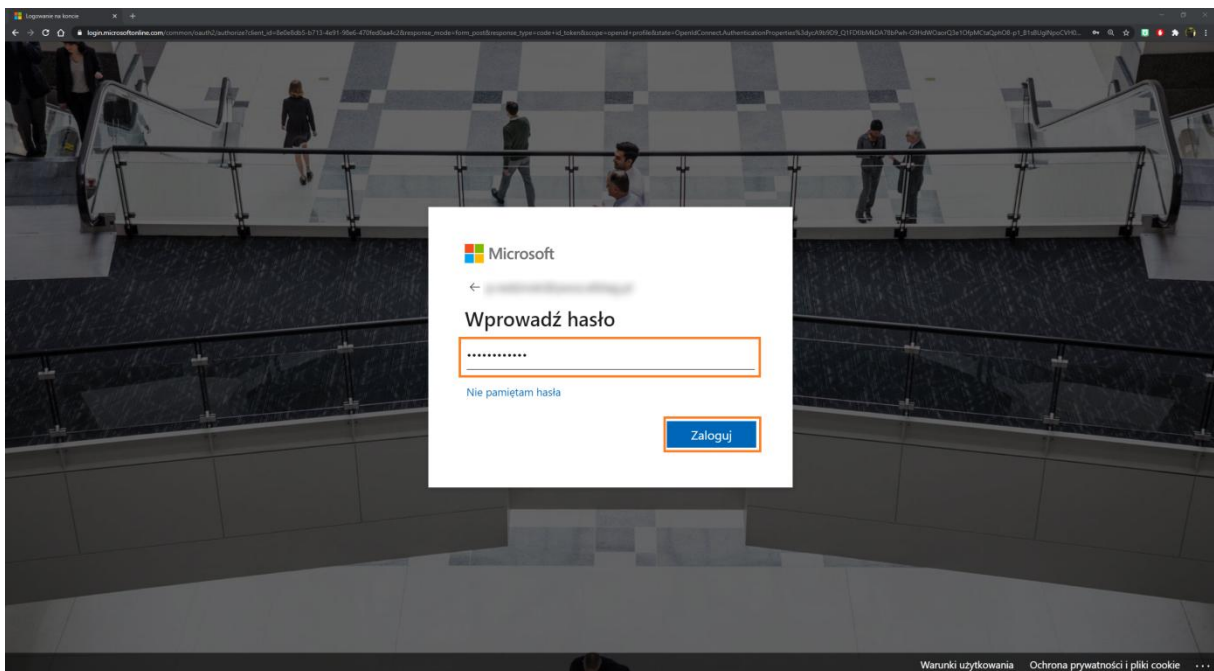 Logowanie na koncie
Microsoft
Wprowadź hasło
Nie pamiętam hasła
Zaloguj
Warunki użytkowania Ochrona prywatności i pliki cookie